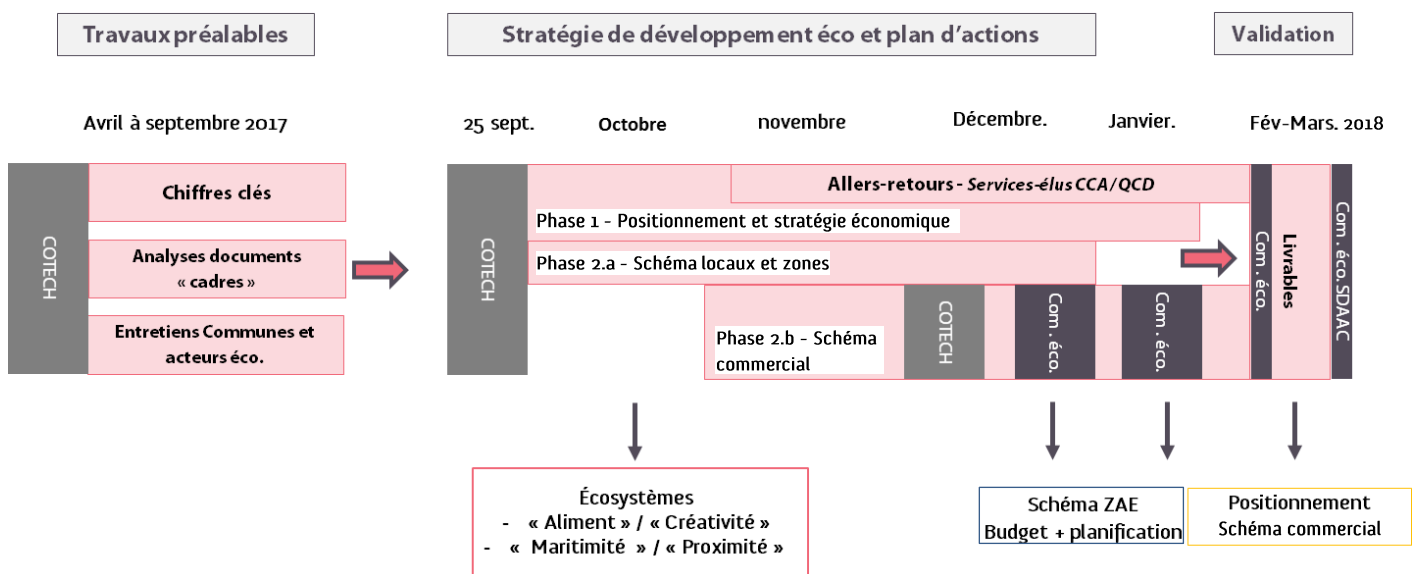 Travaux préalables
Stratégie de développement éco et plan d’actions
Validation
Avril à septembre 2017
25 sept.
Octobre
novembre
Décembre.
Janvier.
Fév-Mars. 2018
COTECH
Chiffres clés
Analyses documents
« cadres »
Entretiens Communes et
acteurs éco.
COTECH
Allers-retours - Services-élus CCA/QCD
Phase 1 - Positionnement et stratégie économique
Phase 2.a - Schéma locaux et zones
Phase 2.b - Schéma
commercial
COTECH
Com . éco.
Com . éco.
Com . éco.
Livrables
Com . éco. SDAAC
Écosystèmes
- « Aliment » / « Créativité »
- « Maritimité » / « Proximité »
Schéma ZAE
Budget + planification
Positionnement
Schéma commercial